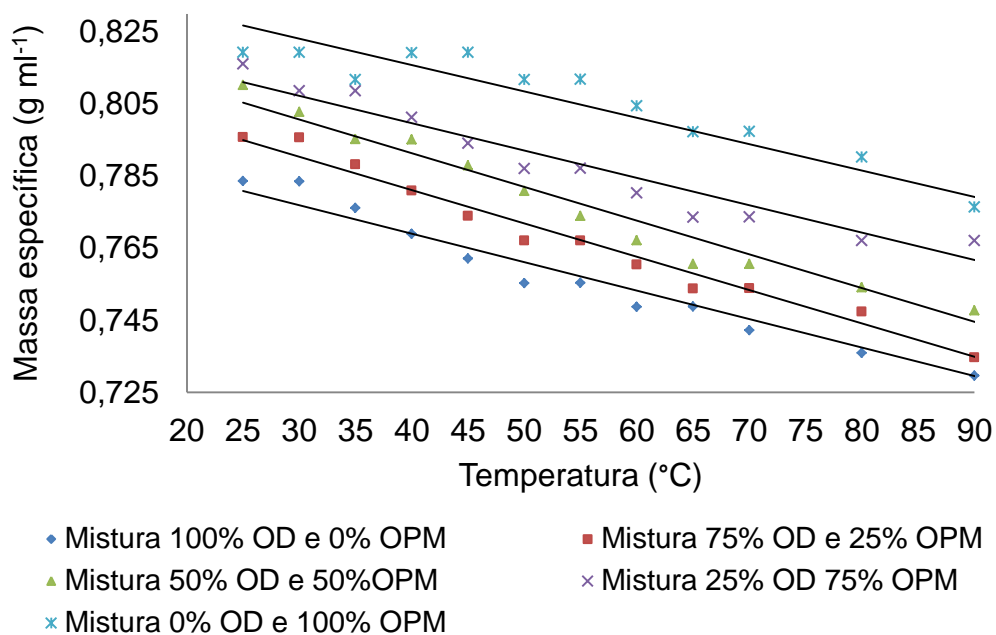 Massa específica (g ml⁻¹)
0,825
0,805
0,785
0,765
0,745
0,725
20 25 30 35 40 45 50 55 60 65 70 80 85 90
Temperatura (°C)
Mistura 100% OD e 0% OPM
Mistura 75% OD e 25% OPM
Mistura 50% OD e 50%OPM
Mistura 25% OD 75% OPM
Mistura 0% OD e 100% OPM